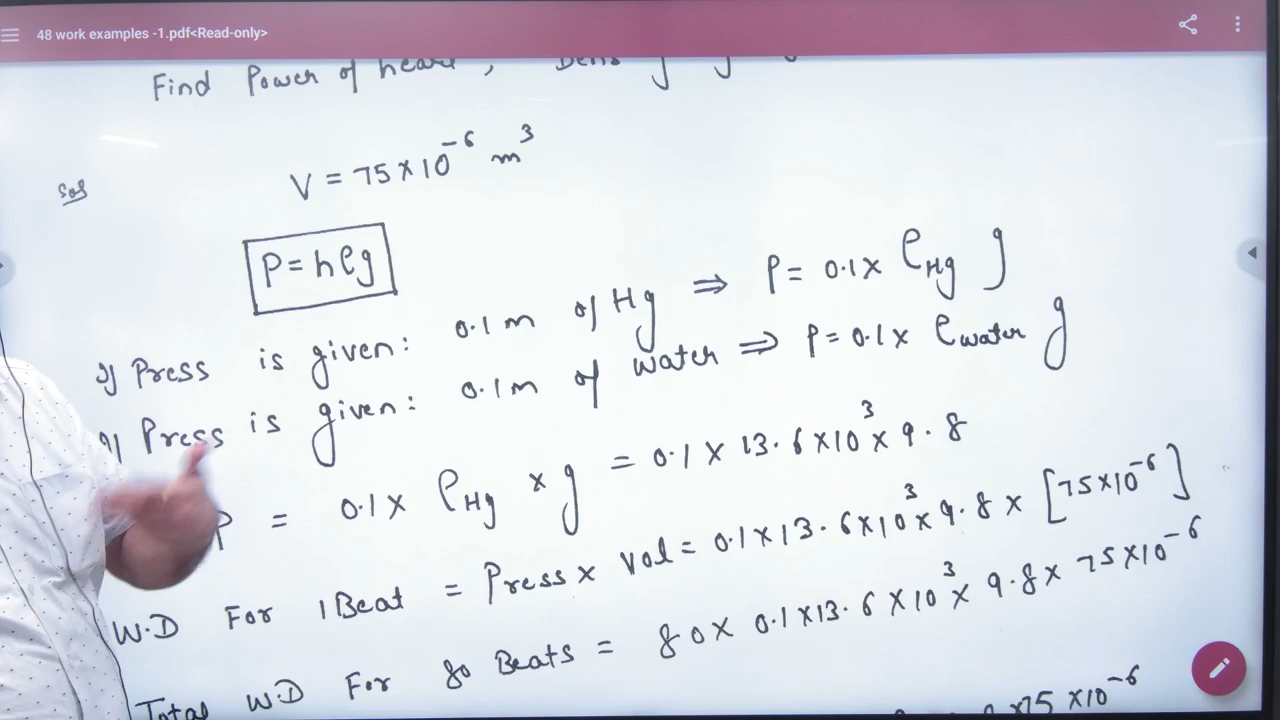 48 work examples -1.pdf<Read-only>
Find Power of heart,
Sol
V = 75×10⁻⁶ m³
P = hρg
If Press is given: 0.1 m of Hg ⇒ P = 0.1 × ρHg g
If Press is given: 0.1 m of water ⇒ P = 0.1 × ρwater g
P = 0.1 × ρHg × g = 0.1 × 13.6 × 10³ × 9.8
W.D For 1 Beat = Press × Vol = 0.1 × 13.6 × 10³ × 9.8 × [75×10⁻⁶]
Total W.D For 80 Beats = 80 × 0.1 × 13.6 × 10³ × 9.8 × 75×10⁻⁶
×75 ×10⁻⁶